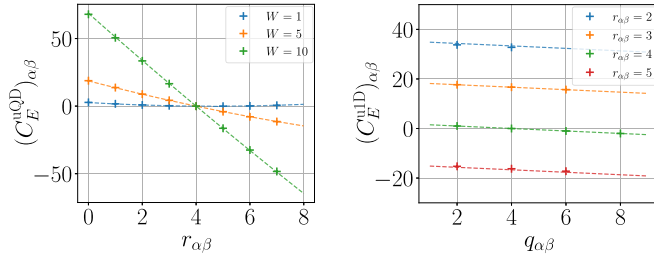 (C_E^{uQD})_{αβ}
50
0
−50
0 2 4 6 8
r_{αβ}
W = 1
W = 5
W = 10
(C_E^{u1D})_{αβ}
40
20
0
−20
2 4 6 8
q_{αβ}
r_{αβ} = 2
r_{αβ} = 3
r_{αβ} = 4
r_{αβ} = 5